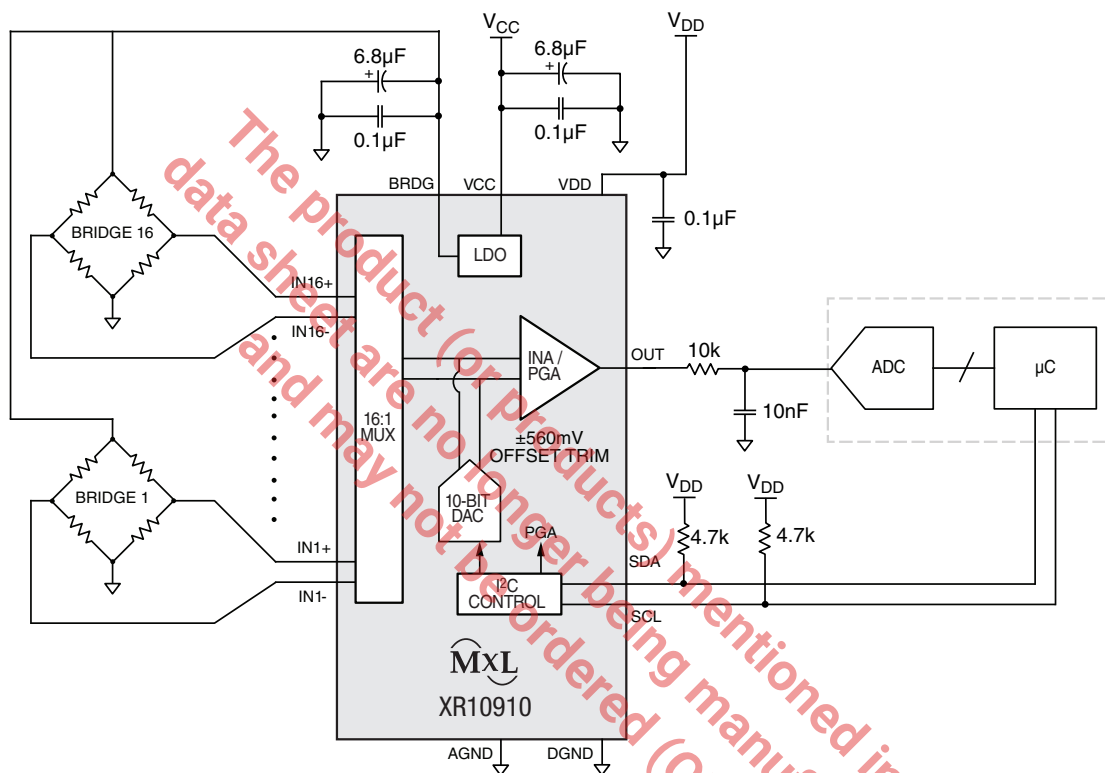 VCC
VDD
6.8µF
+
0.1µF
6.8µF
+
0.1µF
BRDG
VCC
VDD
0.1µF
LDO
BRIDGE 16
IN16+
IN16-
16:1
MUX
INA /
PGA
OUT
10k
10nF
ADC
µC
±560mV
OFFSET TRIM
BRIDGE 1
IN1+
IN1-
10-BIT
DAC
PGA
I²C
CONTROL
VDD
4.7k
VDD
4.7k
SDA
SCL
MXL
XR10910
AGND
DGND
The product (or products) mentioned in
data sheet are no longer being manuf
and may not be ordered (O